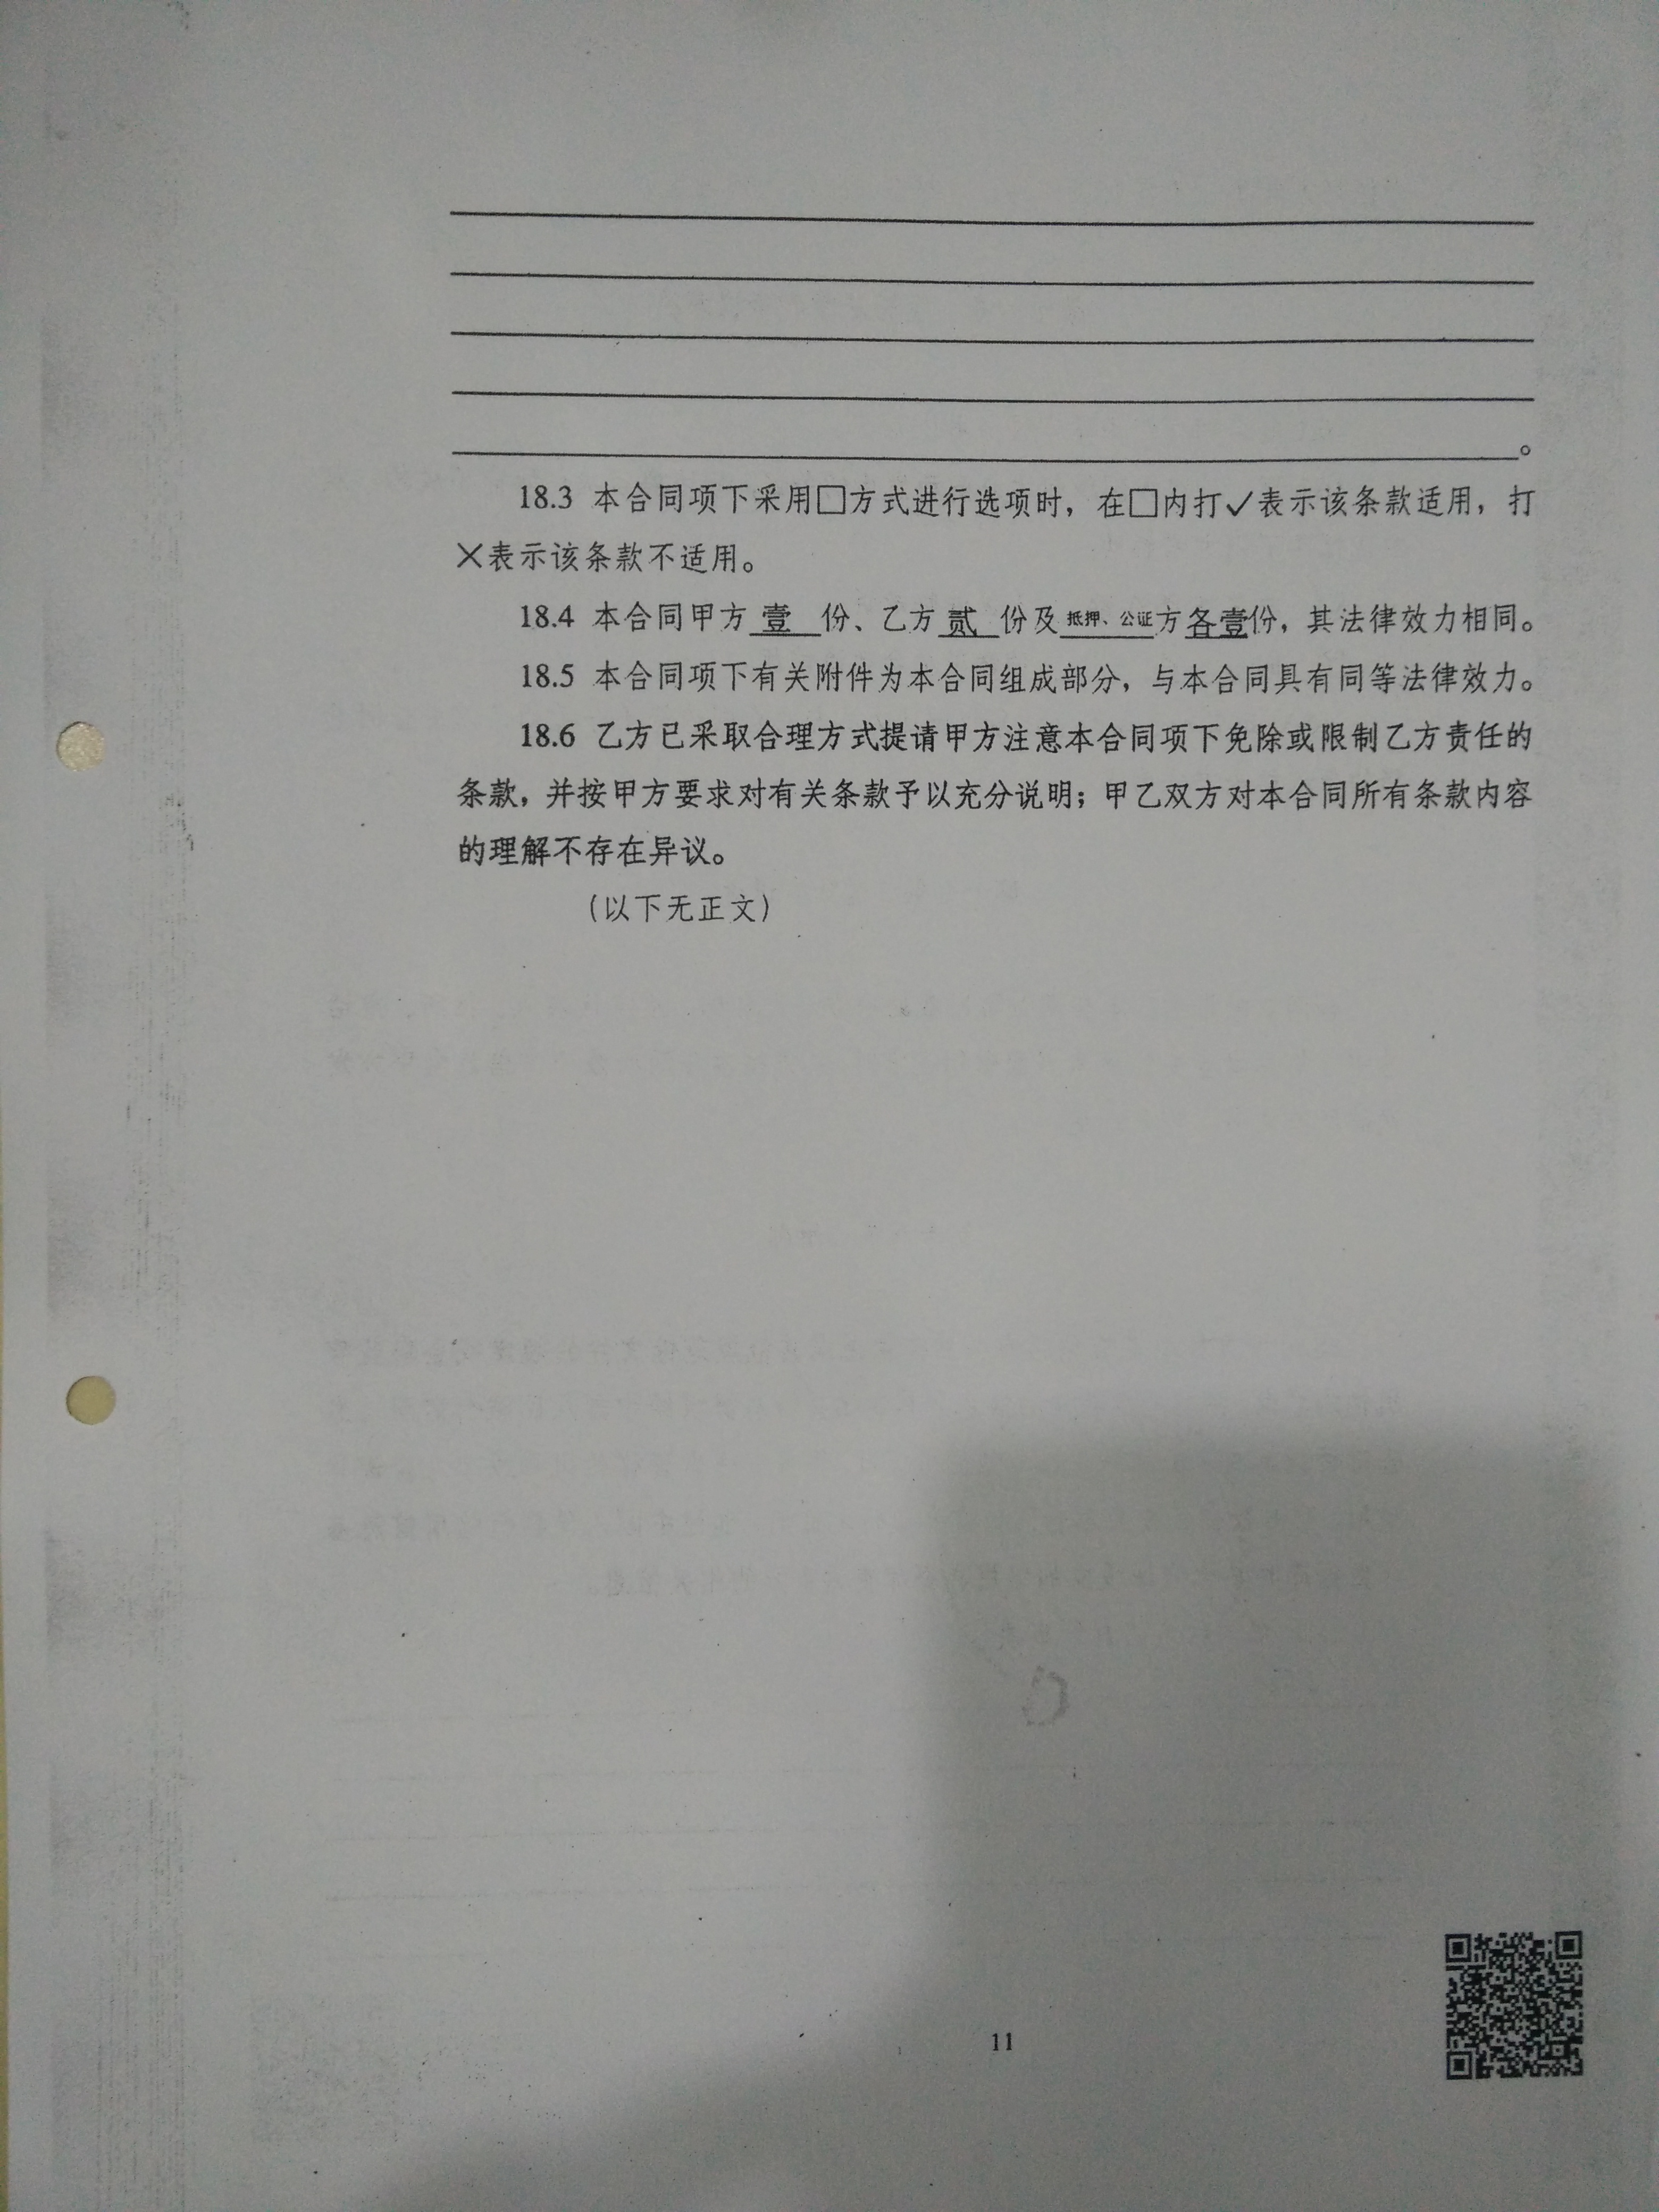 。
18.3 本合同项下采用□方式进行选项时，在□内打✓表示该条款适用，打
×表示该条款不适用。
18.4 本合同甲方 壹 份、乙方 贰 份及抵押、公证方各壹份，其法律效力相同。
18.5 本合同项下有关附件为本合同组成部分，与本合同具有同等法律效力。
18.6 乙方已采取合理方式提请甲方注意本合同项下免除或限制乙方责任的
条款，并按甲方要求对有关条款予以充分说明；甲乙双方对本合同所有条款内容
的理解不存在异议。
（以下无正文）
11